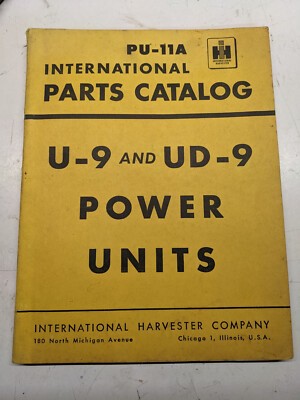 PU-11A
INTERNATIONAL
PARTS CATALOG
U-9 AND UD-9
POWER
UNITS
INTERNATIONAL HARVESTER COMPANY
180 North Michigan Avenue Chicago 1, Illinois, U.S.A.